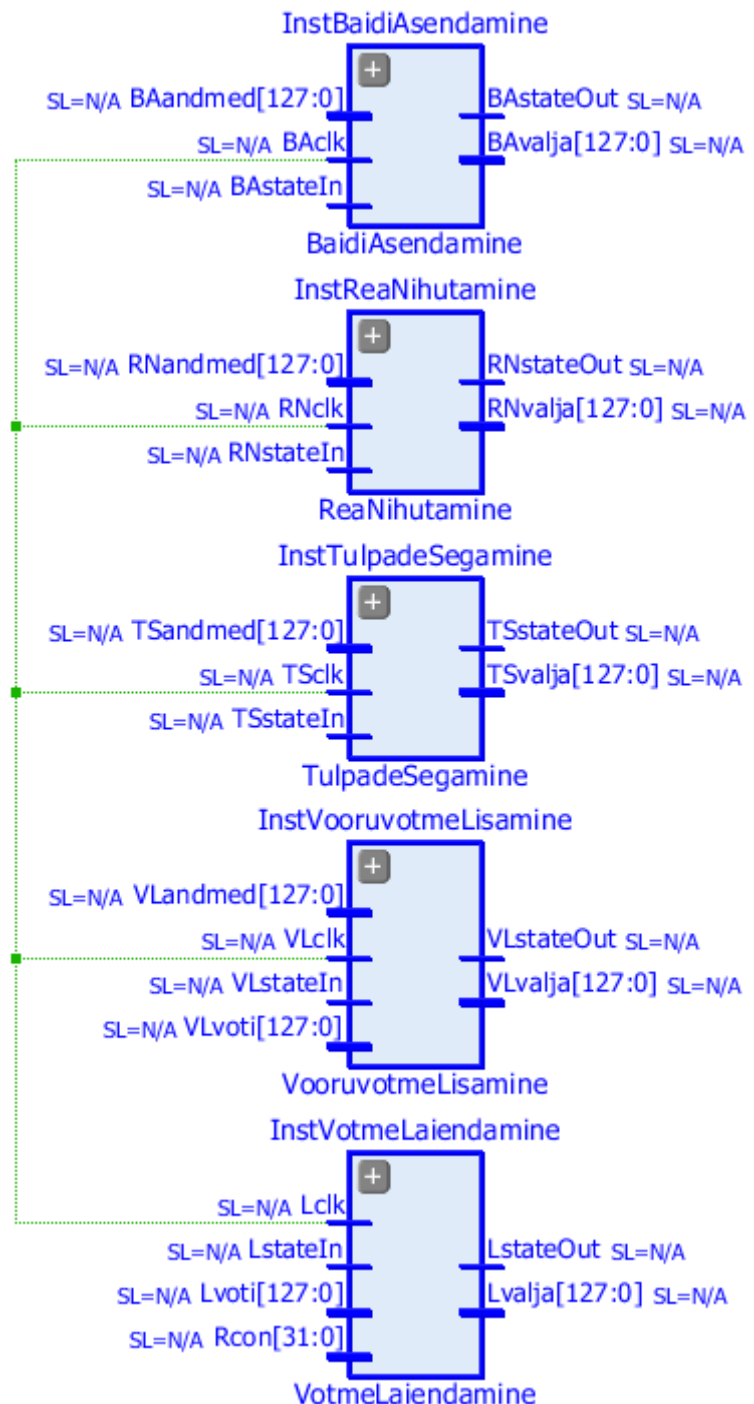 InstBaidiAsendamine
SL=N/A BAandmed[127:0] BAstateOut SL=N/A
SL=N/A BAclk BAvalja[127:0] SL=N/A
SL=N/A BAstateIn
BaidiAsendamine
InstReaNihutamine
SL=N/A RNandmed[127:0] RNstateOut SL=N/A
SL=N/A RNclk RNvalja[127:0] SL=N/A
SL=N/A RNstateIn
ReaNihutamine
InstTulpadeSegamine
SL=N/A TSandmed[127:0] TSstateOut SL=N/A
SL=N/A TSclk TSvalja[127:0] SL=N/A
SL=N/A TSstateIn
TulpadeSegamine
InstVooruvotmeLisamine
SL=N/A VLandmed[127:0]
SL=N/A VLclk VLstateOut SL=N/A
SL=N/A VLstateIn VLvalja[127:0] SL=N/A
SL=N/A VLvoti[127:0]
VooruvotmeLisamine
InstVotmeLaiendamine
SL=N/A Lclk
SL=N/A LstateIn LstateOut SL=N/A
SL=N/A Lvoti[127:0] Lvalja[127:0] SL=N/A
SL=N/A Rcon[31:0]
VotmeLaiendamine